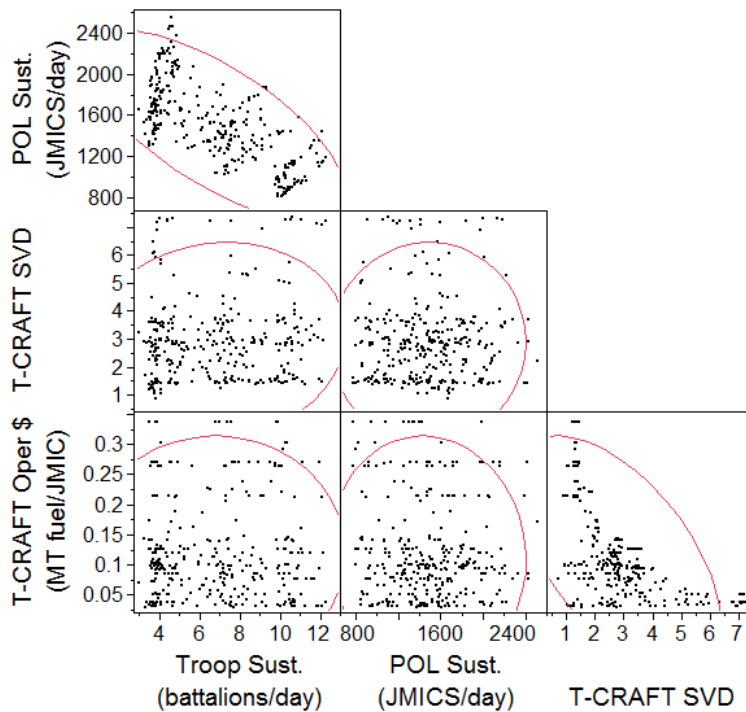 POL Sust.
(JMICS/day)
2400
2000
1600
1200
800
T-CRAFT SVD
6
5
4
3
2
1
T-CRAFT Oper $
(MT fuel/JMIC)
0.3
0.25
0.2
0.15
0.1
0.05
4 6 8 10 12
800 1600 2400
1 2 3 4 5 6 7
Troop Sust.
(battalions/day)
POL Sust.
(JMICS/day)
T-CRAFT SVD